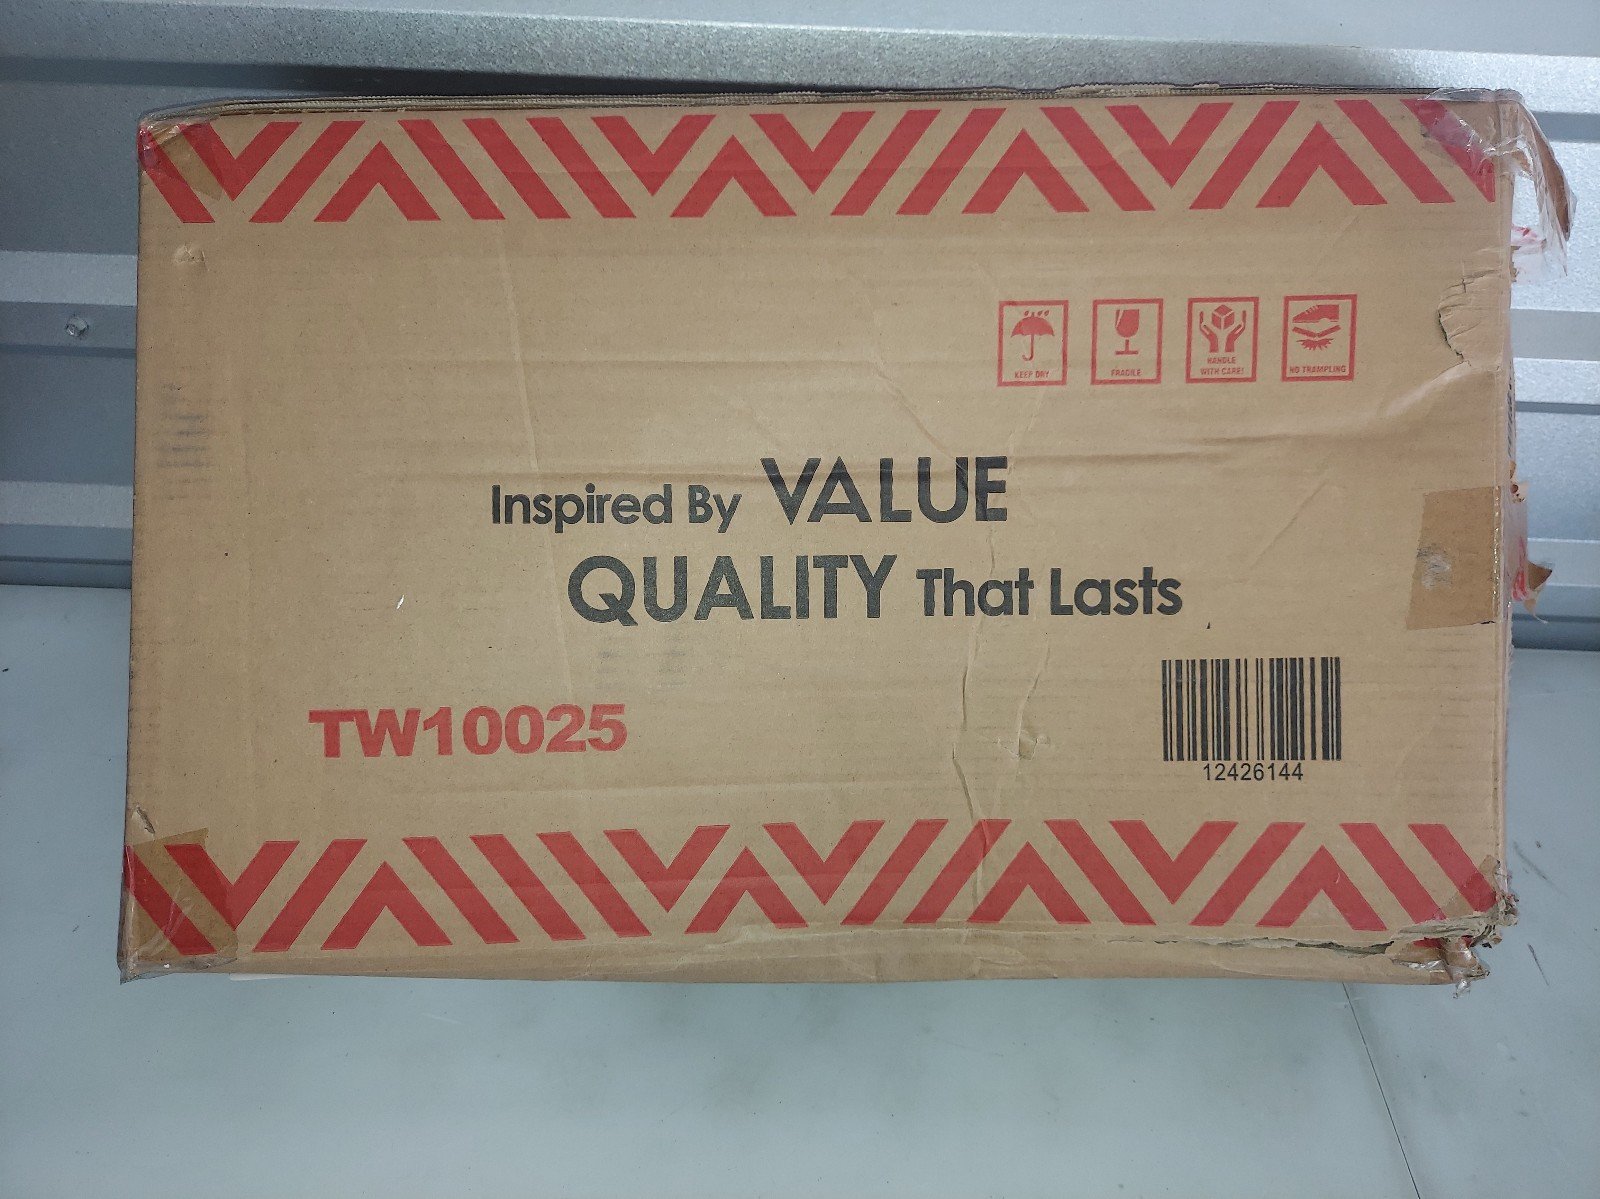 KEEP DRY
FRAGILE
HANDLE
WITH CARE!
NO TRAMPLING
Inspired By VALUE
QUALITY That Lasts
TW10025
12426144